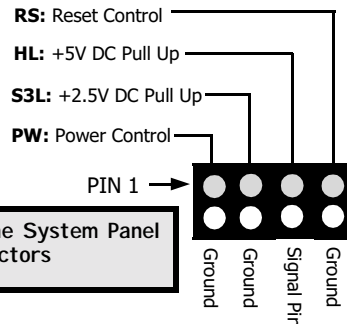 RS: Reset Control
HL: +5V DC Pull Up
S3L: +2.5V DC Pull Up
PW: Power Control
PIN 1
e System Panel
ctors
Ground
Ground
Signal Pin
Ground